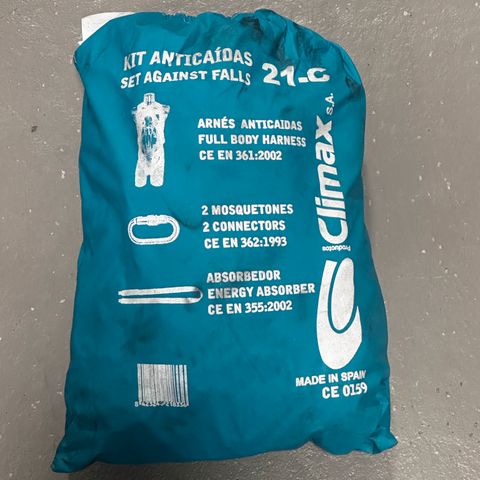 KIT ANTICAÍDAS
SET AGAINST FALLS
21-C
ARNÉS ANTICAIDAS
FULL BODY HARNESS
CE EN 361:2002
2 MOSQUETONES
2 CONNECTORS
CE EN 362:1993
ABSORBEDOR
ENERGY ABSORBER
CE EN 355:2002
Productos
Climax S.A.
MADE IN SPAIN
CE 0159